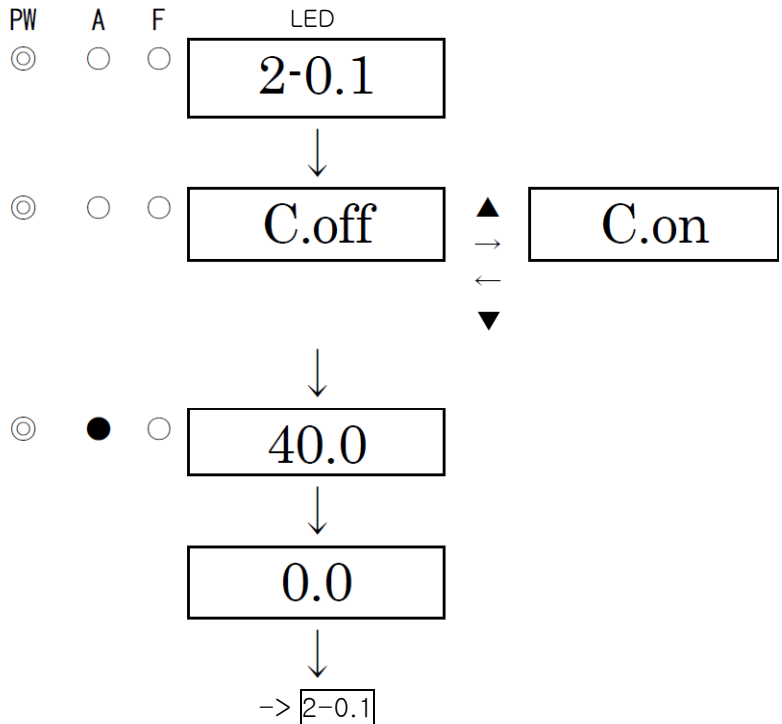 PW A F LED
◎ ○ ○ 2-0.1
↓
◎ ○ ○ C.off ▲ C.on
→
←
▼
↓
◎ ● ○ 40.0
↓
0.0
↓
-> 2-0.1